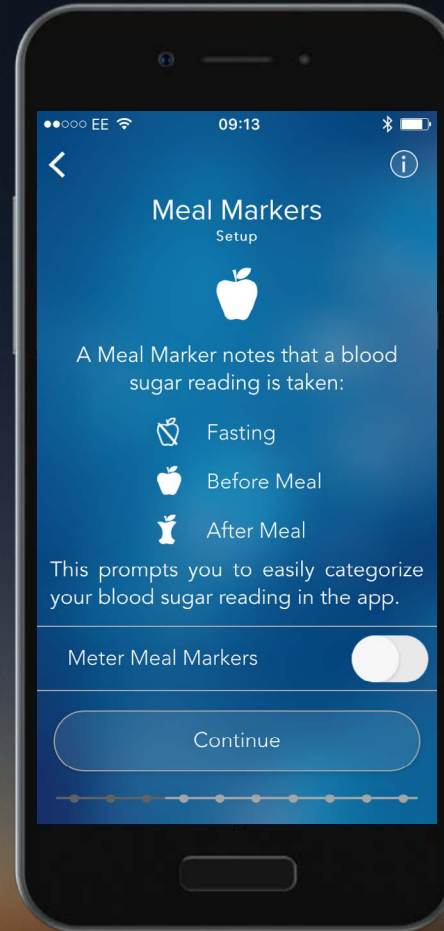 EE 09:13
Meal Markers
Setup
A Meal Marker notes that a blood
sugar reading is taken:
Fasting
Before Meal
After Meal
This prompts you to easily categorize
your blood sugar reading in the app.
Meter Meal Markers
Continue